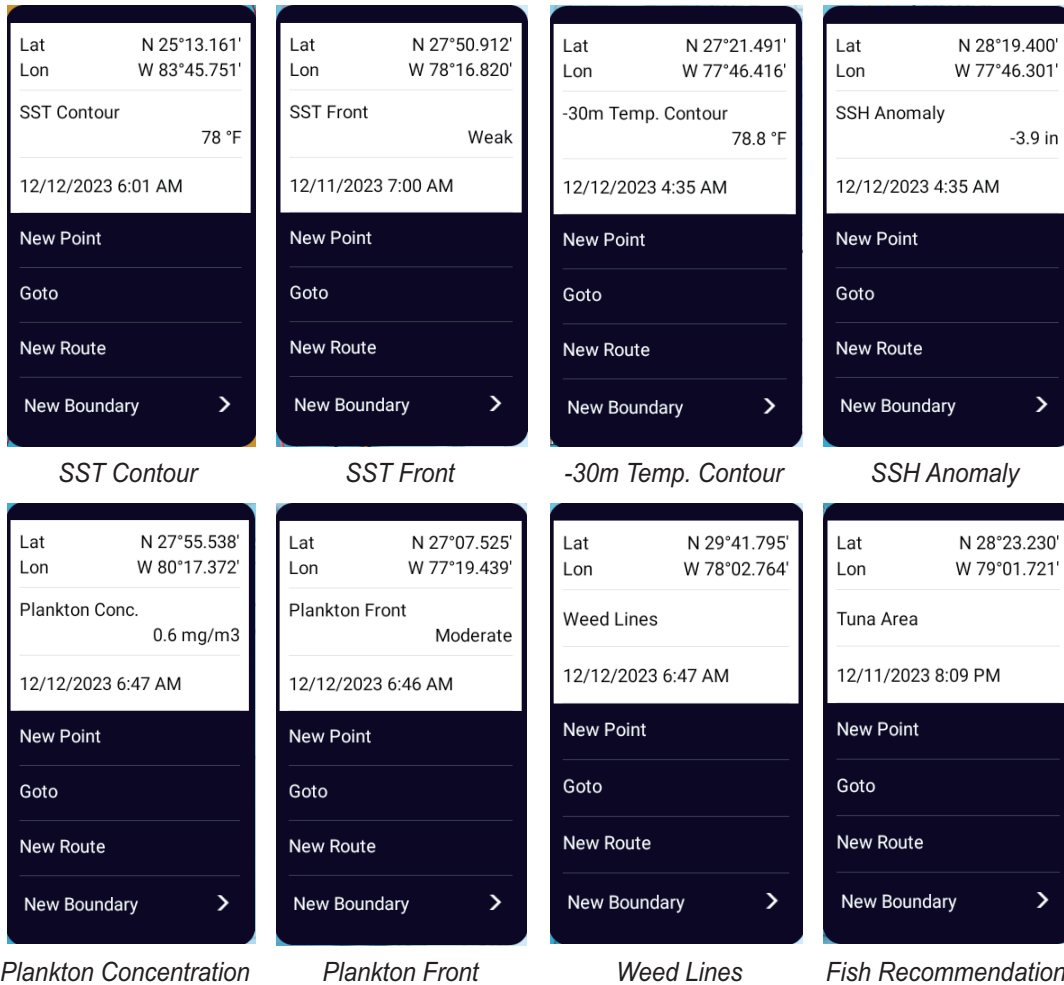 Lat N 25°13.161'
Lon W 83°45.751'
SST Contour
78 °F
12/12/2023 6:01 AM
New Point
Goto
New Route
New Boundary
SST Contour
Lat N 27°50.912'
Lon W 78°16.820'
SST Front
Weak
12/11/2023 7:00 AM
New Point
Goto
New Route
New Boundary
SST Front
Lat N 27°21.491'
Lon W 77°46.416'
-30m Temp. Contour
78.8 °F
12/12/2023 4:35 AM
New Point
Goto
New Route
New Boundary
-30m Temp. Contour
Lat N 28°19.400'
Lon W 77°46.301'
SSH Anomaly
-3.9 in
12/12/2023 4:35 AM
New Point
Goto
New Route
New Boundary
SSH Anomaly
Lat N 27°55.538'
Lon W 80°17.372'
Plankton Conc.
0.6 mg/m3
12/12/2023 6:47 AM
New Point
Goto
New Route
New Boundary
Plankton Concentration
Lat N 27°07.525'
Lon W 77°19.439'
Plankton Front
Moderate
12/12/2023 6:46 AM
New Point
Goto
New Route
New Boundary
Plankton Front
Lat N 29°41.795'
Lon W 78°02.764'
Weed Lines
12/12/2023 6:47 AM
New Point
Goto
New Route
New Boundary
Weed Lines
Lat N 28°23.230'
Lon W 79°01.721'
Tuna Area
12/11/2023 8:09 PM
New Point
Goto
New Route
New Boundary
Fish Recommendation